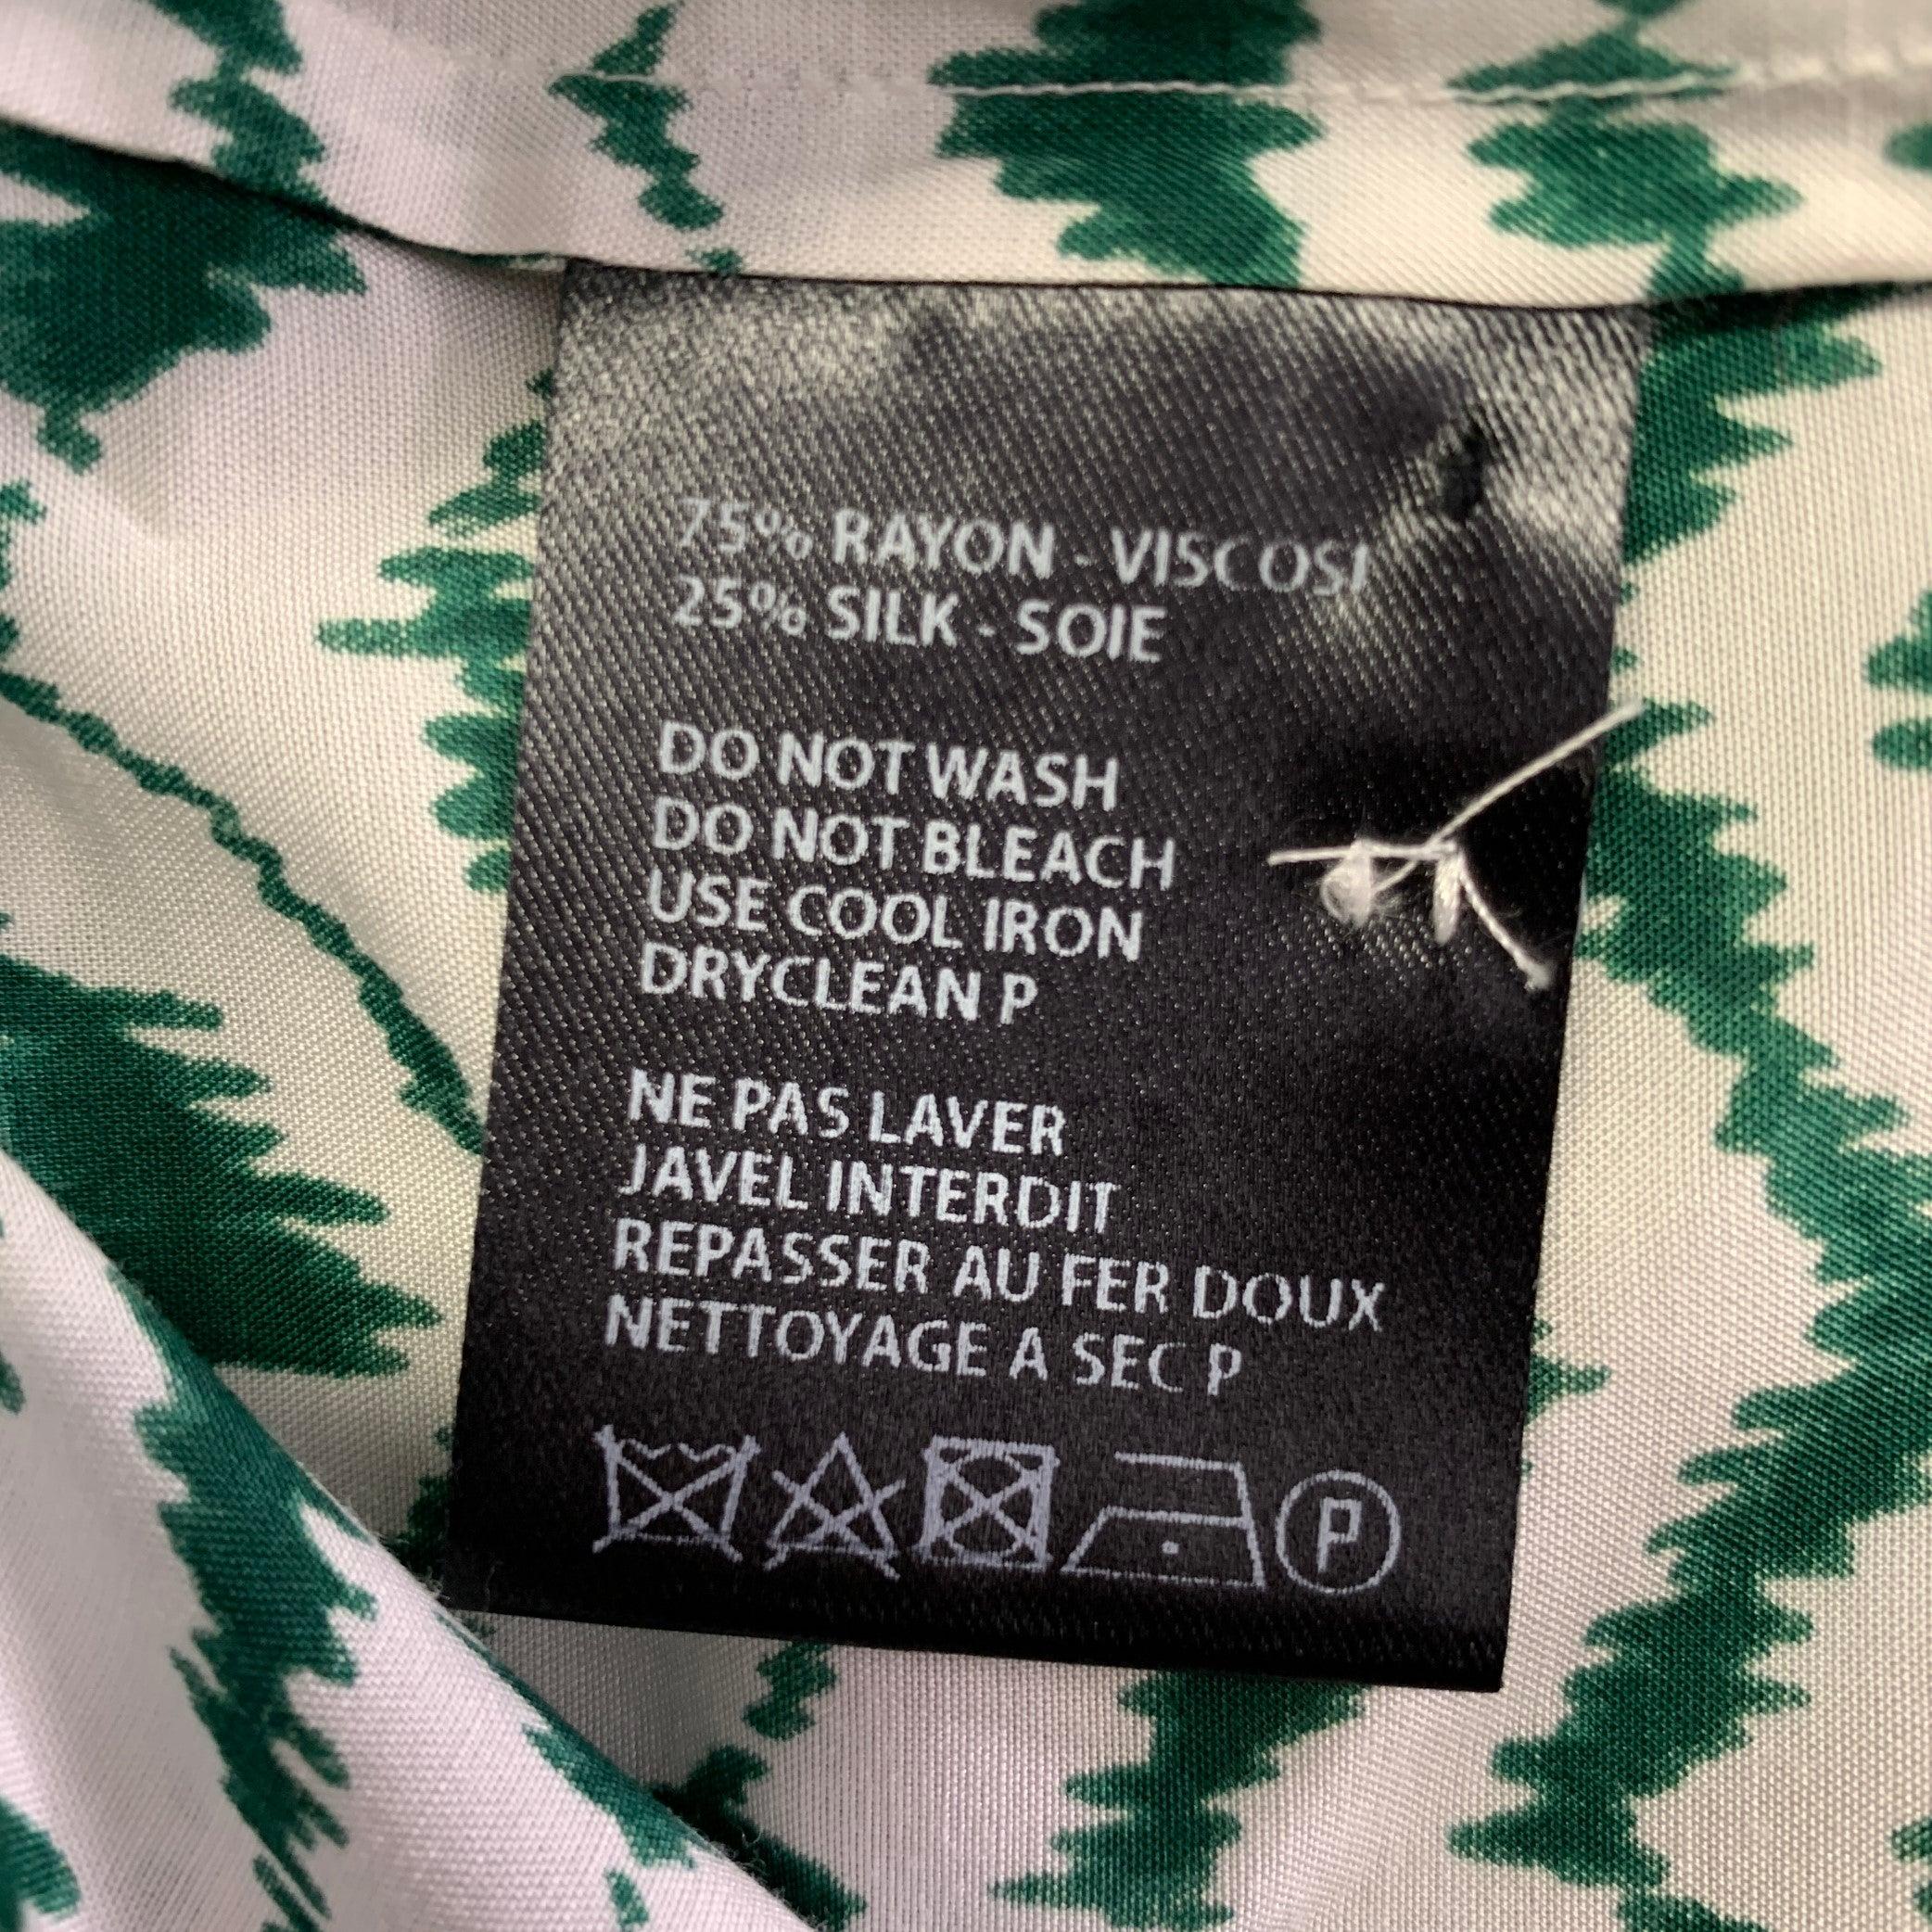 75% RAYON - VISCOSI
25% SILK - SOIE
DO NOT WASH
DO NOT BLEACH
USE COOL IRON
DRYCLEAN P
NE PAS LAVER
JAVEL INTERDIT
REPASSER AU FER DOUX
NETTOYAGE A SEC P
P